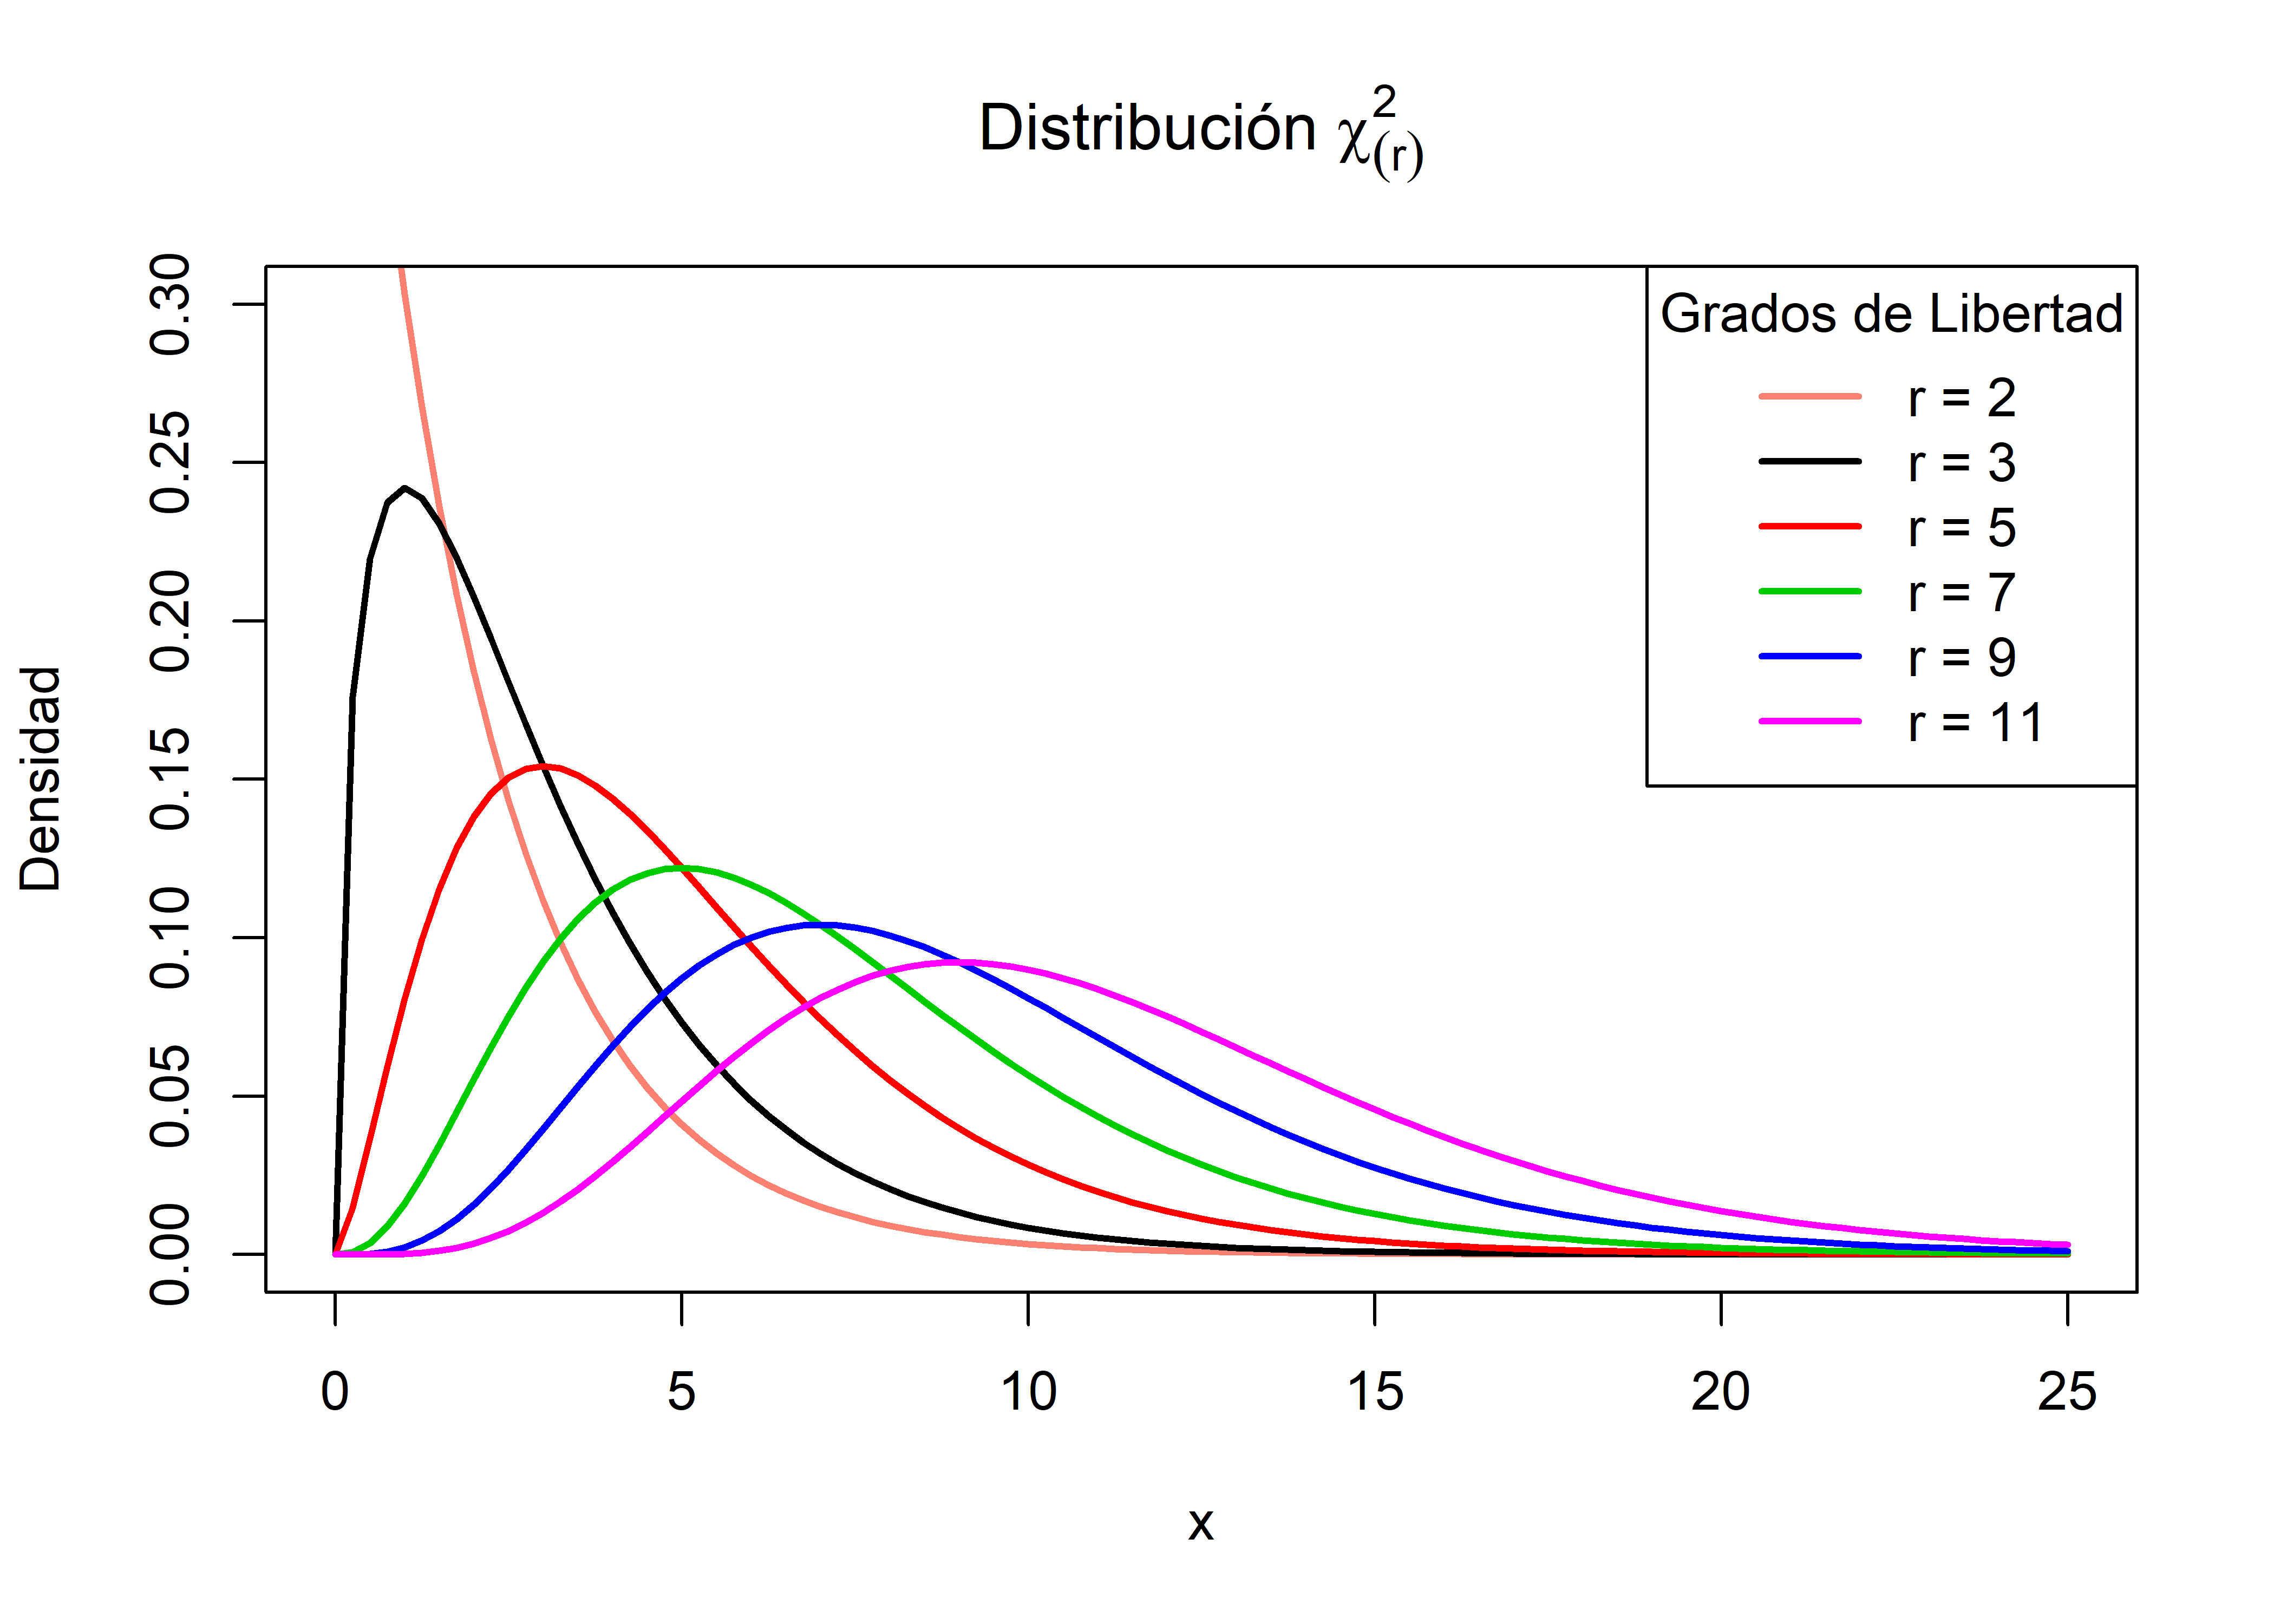 Distribución χ²₍ᵣ₎
Densidad
0.30
0.25
0.20
0.15
0.10
0.05
0.00
Grados de Libertad
r = 2
r = 3
r = 5
r = 7
r = 9
r = 11
0 5 10 15 20 25
x